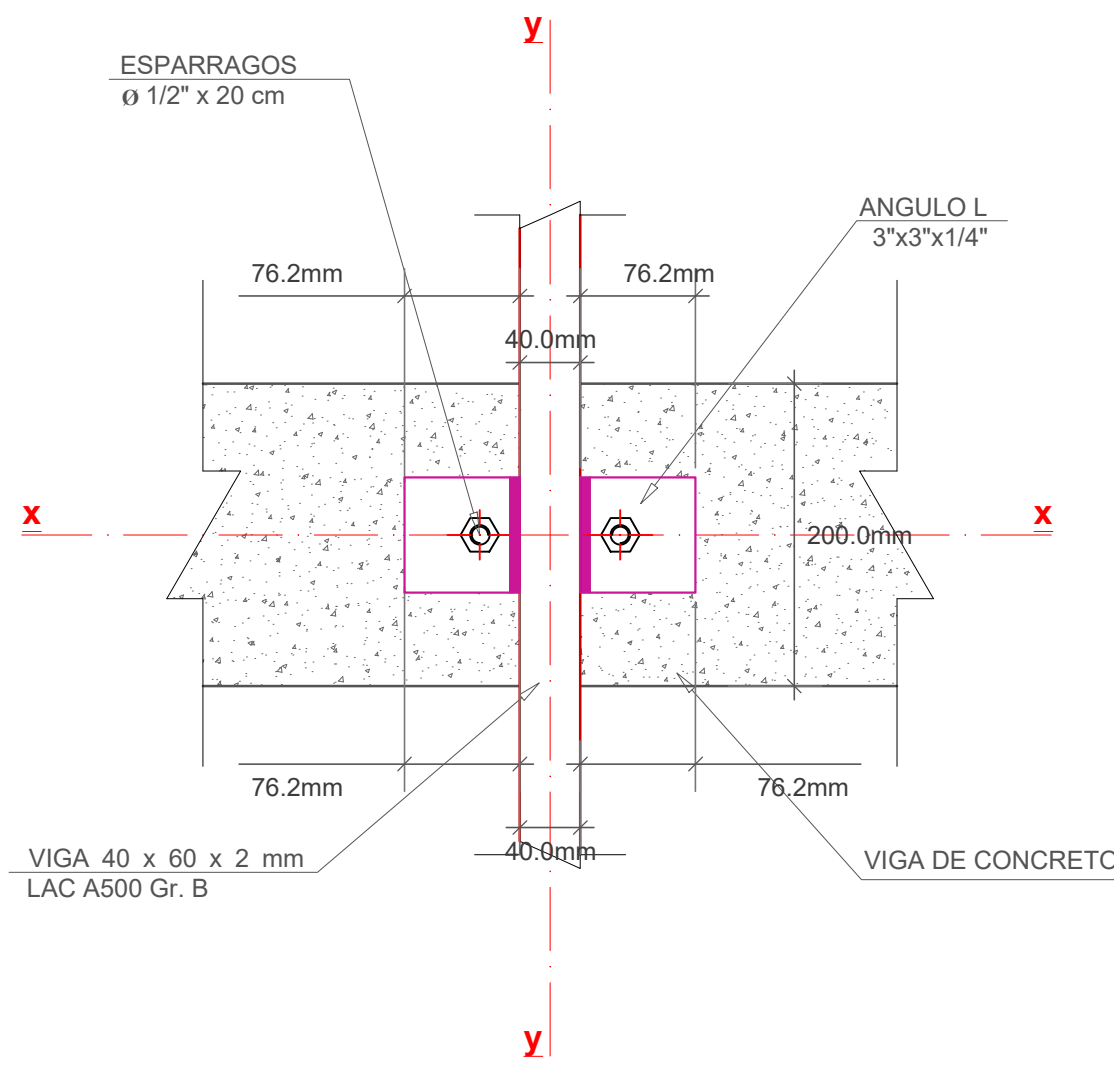 y
ESPARRAGOS
Ø 1/2" x 20 cm
ANGULO L
3"x3"x1/4"
76.2mm
76.2mm
40.0mm
x
x
200.0mm
76.2mm
76.2mm
40.0mm
VIGA 40 x 60 x 2 mm
LAC A500 Gr. B
VIGA DE CONCRETO
y